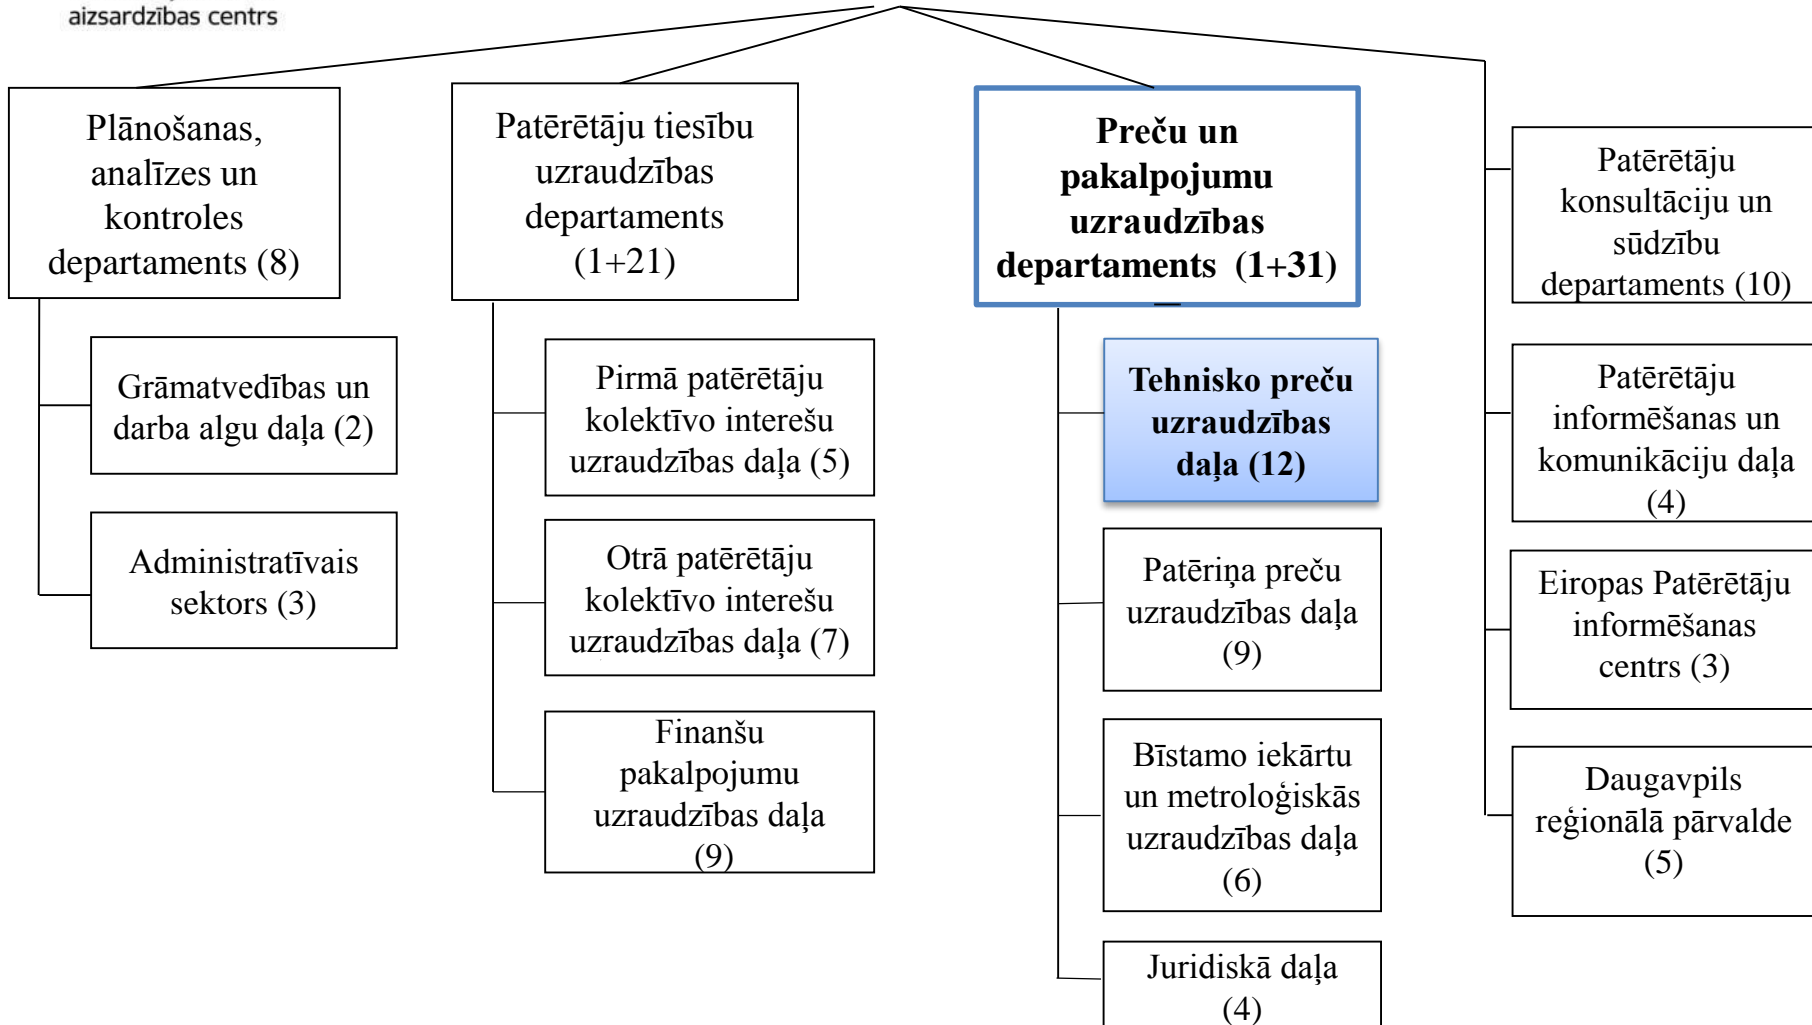 aizsardzības centrs
Plānošanas,
analīzes un
kontroles
departaments (8)
Grāmatvedības un
darba algu daļa (2)
Administratīvais
sektors (3)
Patērētāju tiesību
uzraudzības
departaments
(1+21)
Pirmā patērētāju
kolektīvo interešu
uzraudzības daļa (5)
Otrā patērētāju
kolektīvo interešu
uzraudzības daļa (7)
Finanšu
pakalpojumu
uzraudzības daļa
(9)
Preču un
pakalpojumu
uzraudzības
departaments (1+31)
Tehnisko preču
uzraudzības
daļa (12)
Patēriņa preču
uzraudzības daļa
(9)
Bīstamo iekārtu
un metroloģiskās
uzraudzības daļa
(6)
Juridiskā daļa
(4)
Patērētāju
konsultāciju un
sūdzību
departaments (10)
Patērētāju
informēšanas un
komunikāciju daļa
(4)
Eiropas Patērētāju
informēšanas
centrs (3)
Daugavpils
reģionālā pārvalde
(5)